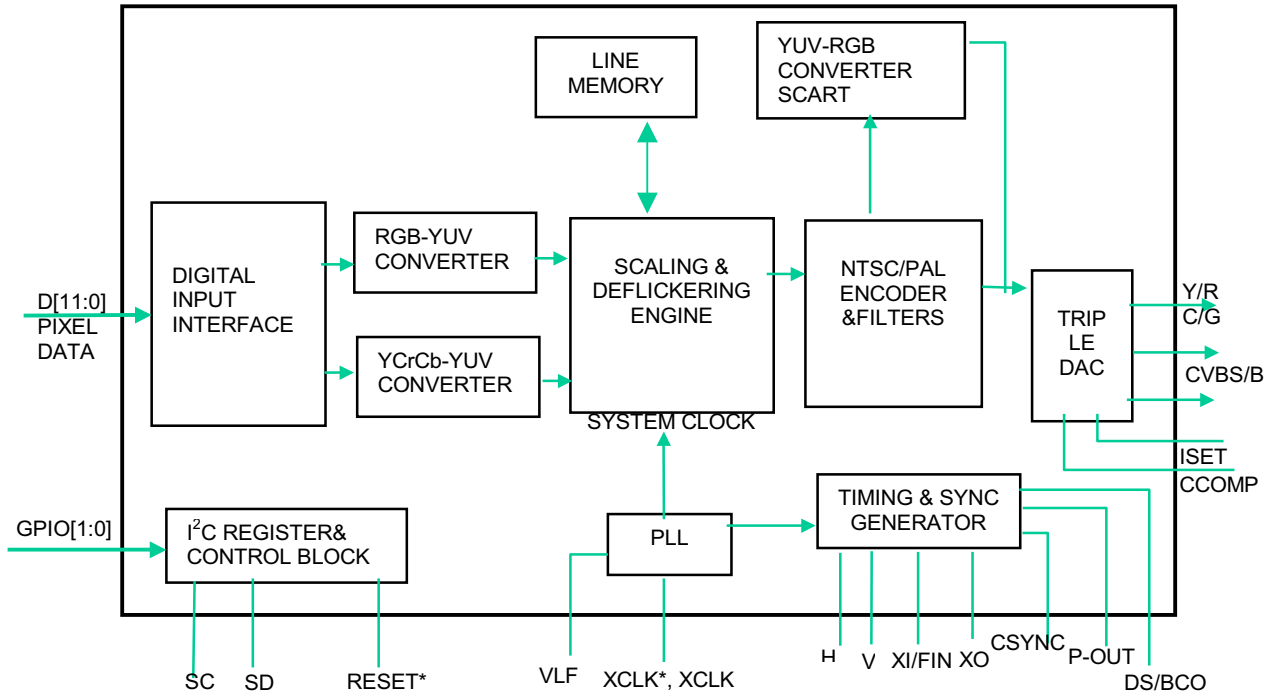 LINE
MEMORY
YUV-RGB
CONVERTER
SCART
D[11:0]
PIXEL
DATA
DIGITAL
INPUT
INTERFACE
RGB-YUV
CONVERTER
YCrCb-YUV
CONVERTER
SCALING &
DEFLICKERING
ENGINE
SYSTEM CLOCK
NTSC/PAL
ENCODER
&FILTERS
TRIP
LE
DAC
Y/R
C/G
CVBS/B
ISET
CCOMP
GPIO[1:0]
I²C REGISTER&
CONTROL BLOCK
PLL
TIMING & SYNC
GENERATOR
SC
SD
RESET*
VLF
XCLK*, XCLK
H
V
XI/FIN
XO
CSYNC
P-OUT
DS/BCO